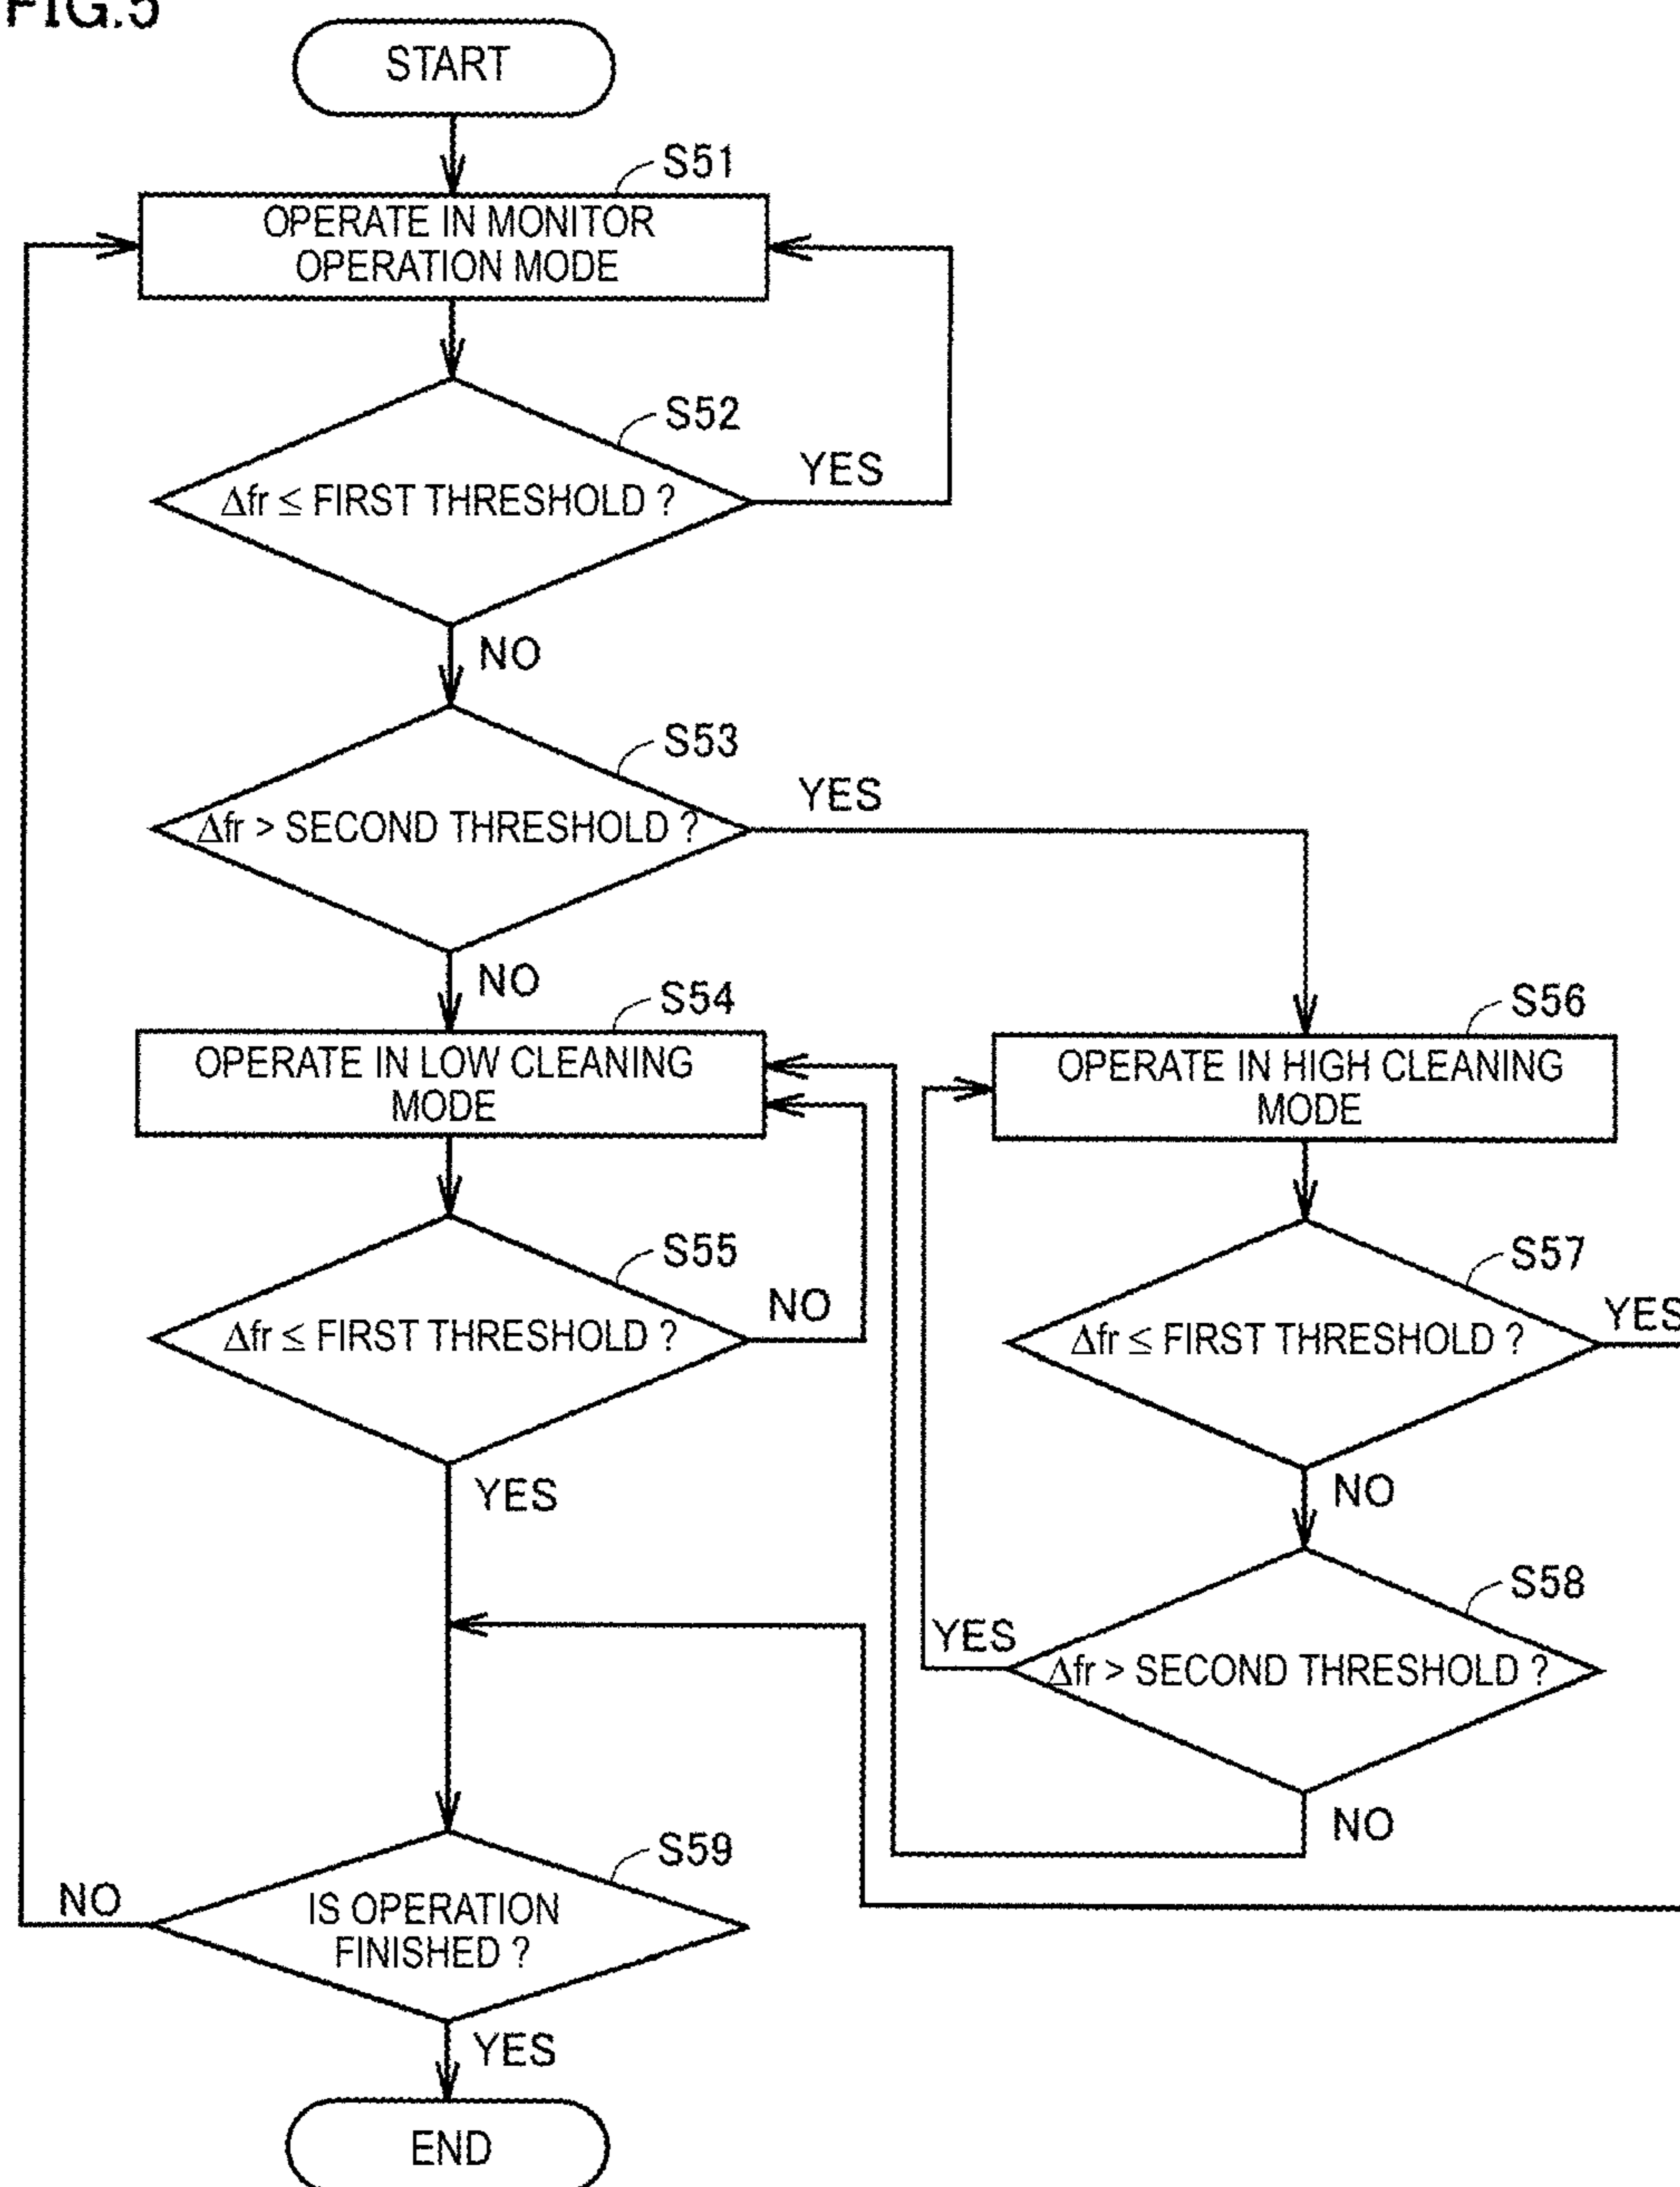 FIG.5
START
S51
OPERATE IN MONITOR
OPERATION MODE
S52
Δfr ≤ FIRST THRESHOLD ?
YES
NO
S53
Δfr > SECOND THRESHOLD ?
YES
NO
S54
OPERATE IN LOW CLEANING
MODE
S56
OPERATE IN HIGH CLEANING
MODE
S55
Δfr ≤ FIRST THRESHOLD ?
NO
YES
S57
Δfr ≤ FIRST THRESHOLD ?
YES
NO
S58
Δfr > SECOND THRESHOLD ?
YES
NO
S59
IS OPERATION
FINISHED ?
NO
YES
END